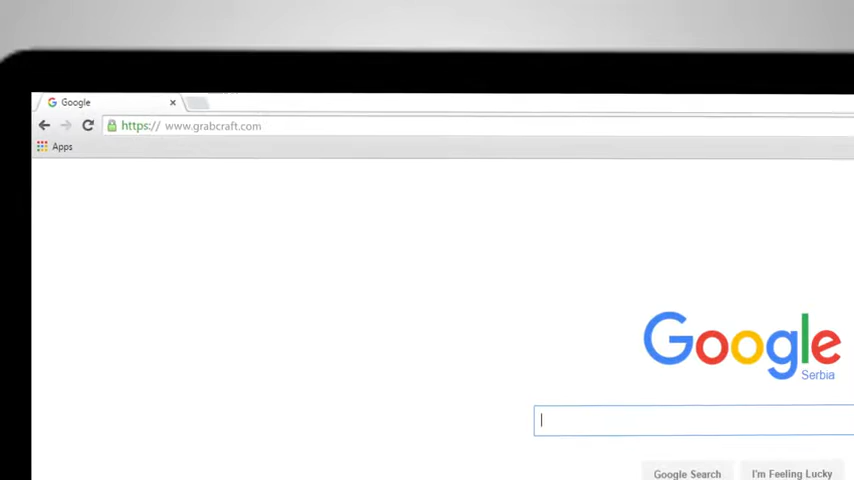 Google
https:// www.grabcraft.com
Apps
Google
Serbia
Google Search
I'm Feeling Lucky